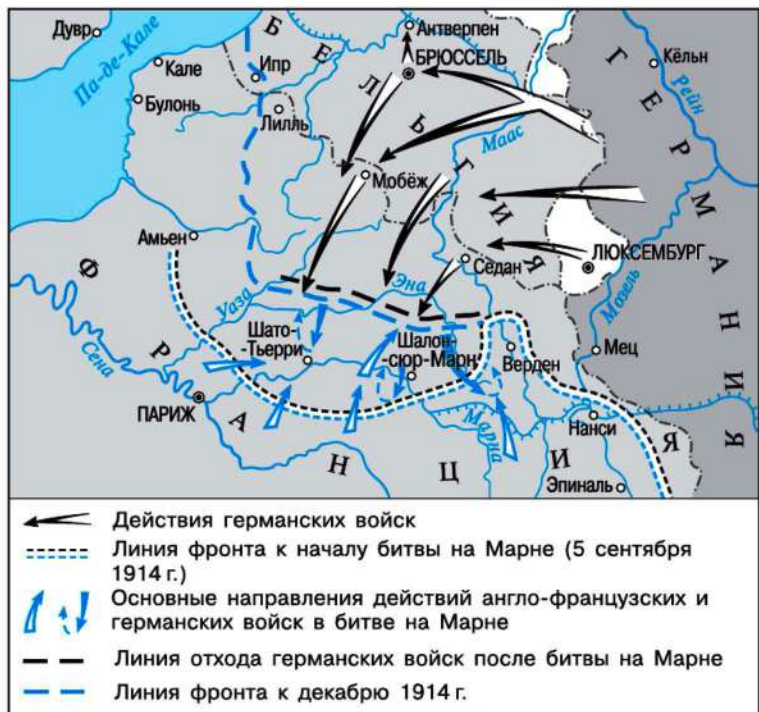 Дувр
Па-де-Кале
Кале
Булонь
Ипр
Лилль
Антверпен
БРЮССЕЛЬ
БЕЛЬГИЯ
Маас
Кёльн
Рейн
ГЕРМАНИЯ
Мобёж
Амьен
Седан
ЛЮКСЕМБУРГ
Мозель
Уаза
Эна
Шато-
-Тьерри
Шалон-
-сюр-Марн
Верден
Мец
Сена
ПАРИЖ
Марна
Нанси
ФРАНЦИЯ
Эпиналь
Действия германских войск
Линия фронта к началу битвы на Марне (5 сентября
1914 г.)
Основные направления действий англо-французских и
германских войск в битве на Марне
Линия отхода германских войск после битвы на Марне
Линия фронта к декабрю 1914 г.